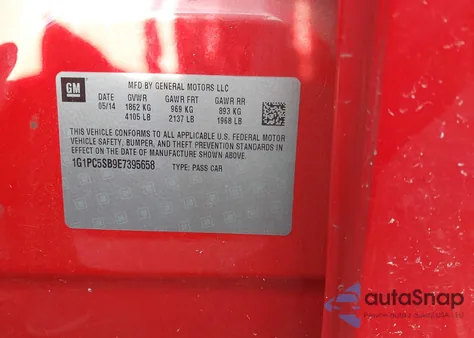 GM
MFD BY GENERAL MOTORS LLC
DATE GVWR GAWR FRT GAWR RR
05/14 1862 KG 969 KG 893 KG
4105 LB 2137 LB 1968 LB
THIS VEHICLE CONFORMS TO ALL APPLICABLE U.S. FEDERAL MOTOR
VEHICLE SAFETY, BUMPER, AND THEFT PREVENTION STANDARDS IN
EFFECT ON THE DATE OF MANUFACTURE SHOWN ABOVE.
1G1PC5SB9E7395658 TYPE: PASS CAR
autoSnap